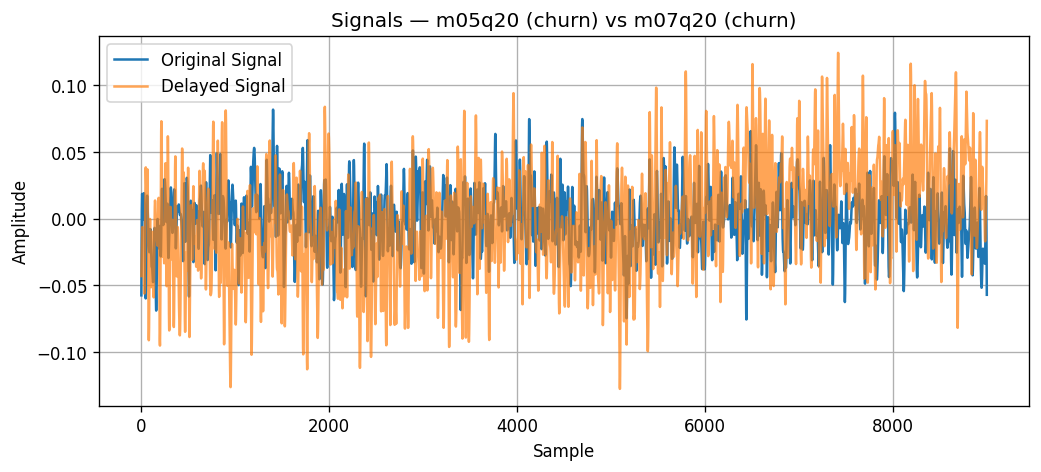 Signals — m05q20 (churn) vs m07q20 (churn)
Original Signal
Delayed Signal
Amplitude
0.10
0.05
0.00
−0.05
−0.10
0 2000 4000 6000 8000
Sample